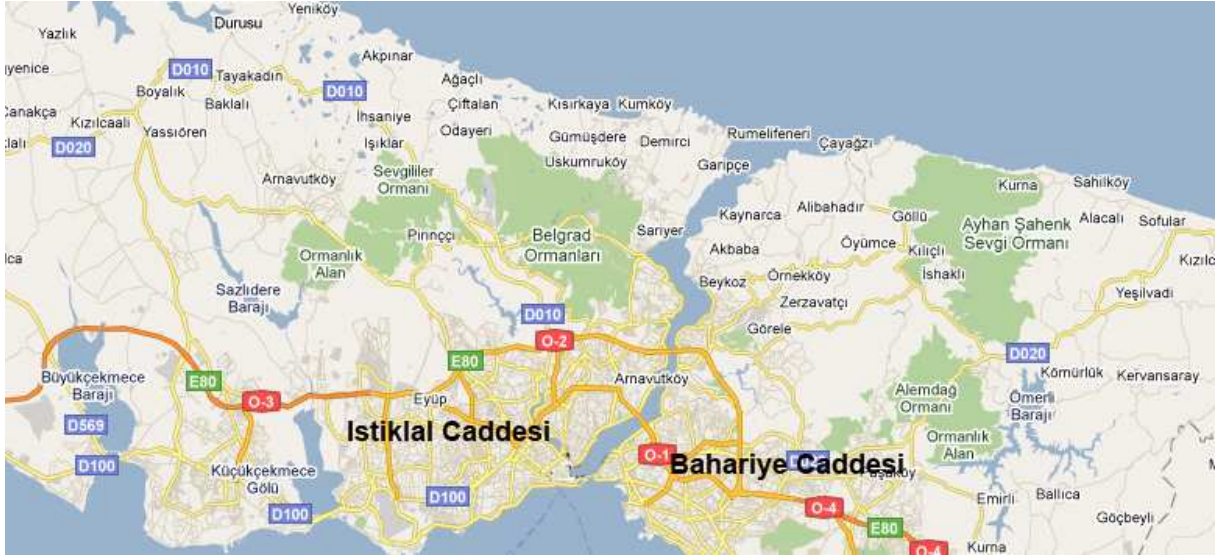 Yeniköy
Durusu
Yazlık
Akpınar
D010
Tayakadın
Ağaçlı
D010
Boyalık
Baklalı
Çiftalan
Kısırkaya
Kumköy
Canakça
Kızılcaali
İhsaniye
Yassıören
Odayeri
Gümüşdere
Demirci
Rumelifeneri
Çayağzı
D020
Işıklar
Uskumruköy
Garipçe
Arnavutköy
Sevgililer
Ormanı
Kurna
Sahilköy
Kaynarca
Alibahadır
Göllü
Alacalı
Sofular
Pirinççi
Belgrad
Ormanları
Sarıyer
Ayhan Şahenk
Sevgi Ormanı
Akbaba
Öyümce
Kılıçlı
Ormanlık
Alan
Beykoz
Örnekköy
İshaklı
Sazlıdere
Barajı
Zerzavatçı
Yeşilvadi
D010
Görele
O-2
E80
D020
Büyükçekmece
Barajı
E80
Arnavutköy
Kömürlük
Kervansaray
O-3
Eyüp
Alemdağ
Ormanı
Ömerli
Barajı
D569
Istiklal Caddesi
Ormanlık
Alan
D100
O-1
Bahariye Caddesi
Küçükçekmece
Gölü
D100
D100
O-4
Emirli
Ballıca
Göçbeyli
E80
O-4
Kurna